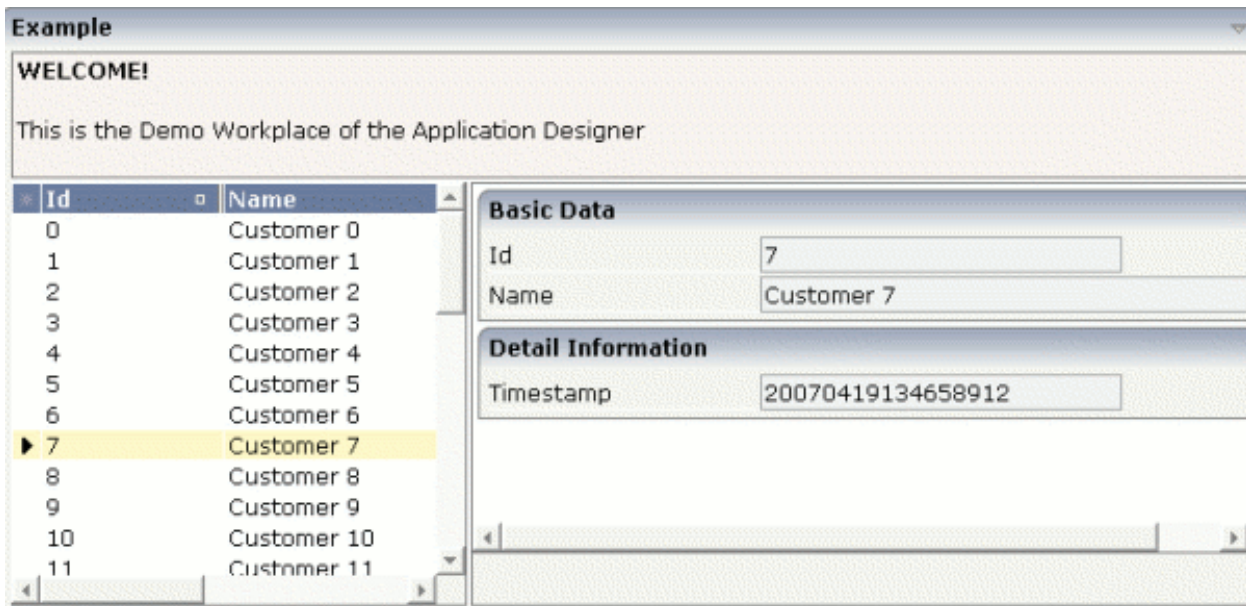 Example
WELCOME!
This is the Demo Workplace of the Application Designer
Id Name
0 Customer 0
1 Customer 1
2 Customer 2
3 Customer 3
4 Customer 4
5 Customer 5
6 Customer 6
7 Customer 7
8 Customer 8
9 Customer 9
10 Customer 10
11 Customer 11
Basic Data
Id 7
Name Customer 7
Detail Information
Timestamp 20070419134658912